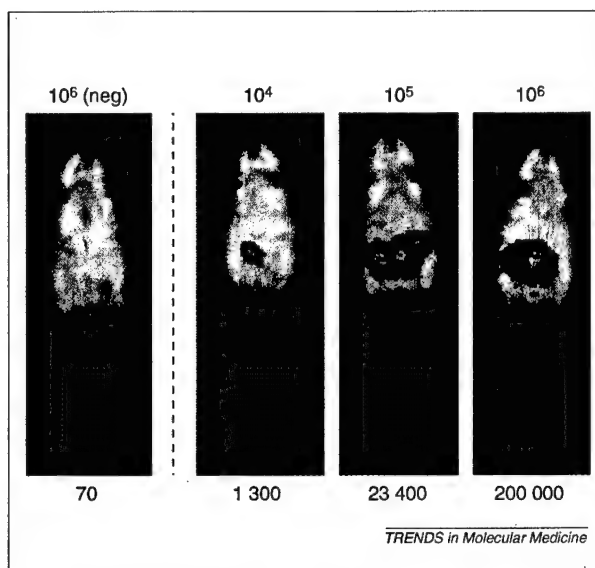 10⁶ (neg) 10⁴ 10⁵ 10⁶
70 1 300 23 400 200 000
TRENDS in Molecular Medicine